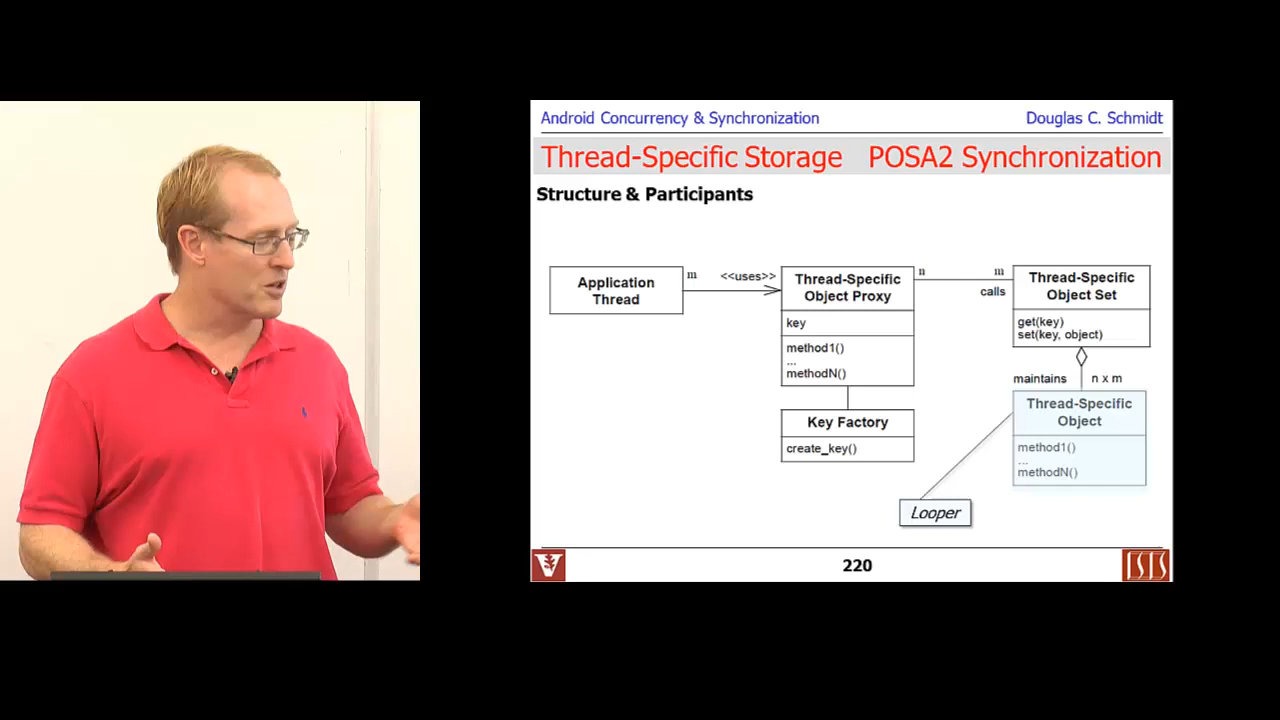 Android Concurrency & Synchronization
Douglas C. Schmidt
Thread-Specific Storage
POSA2 Synchronization
Structure & Participants
Application
Thread
m
<<uses>>
Thread-Specific
Object Proxy
key
method1()
...
methodN()
n
m
calls
Thread-Specific
Object Set
get(key)
set(key, object)
maintains
n x m
Key Factory
create_key()
Thread-Specific
Object
method1()
...
methodN()
Looper
V
220
ISIS